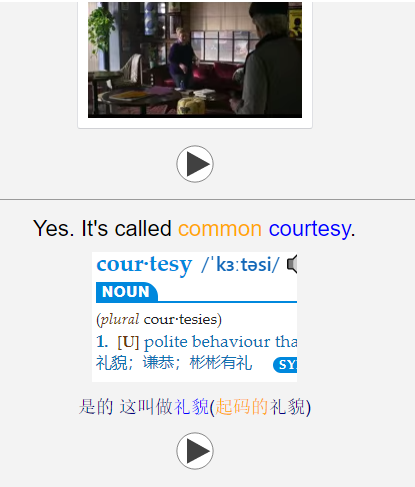 Yes. It's called common courtesy.
cour·tesy /ˈkɜːtəsi/
NOUN
(plural cour·tesies)
1. [U] polite behaviour tha
礼貌；谦恭；彬彬有礼 SY
是的 这叫做礼貌(起码的礼貌)